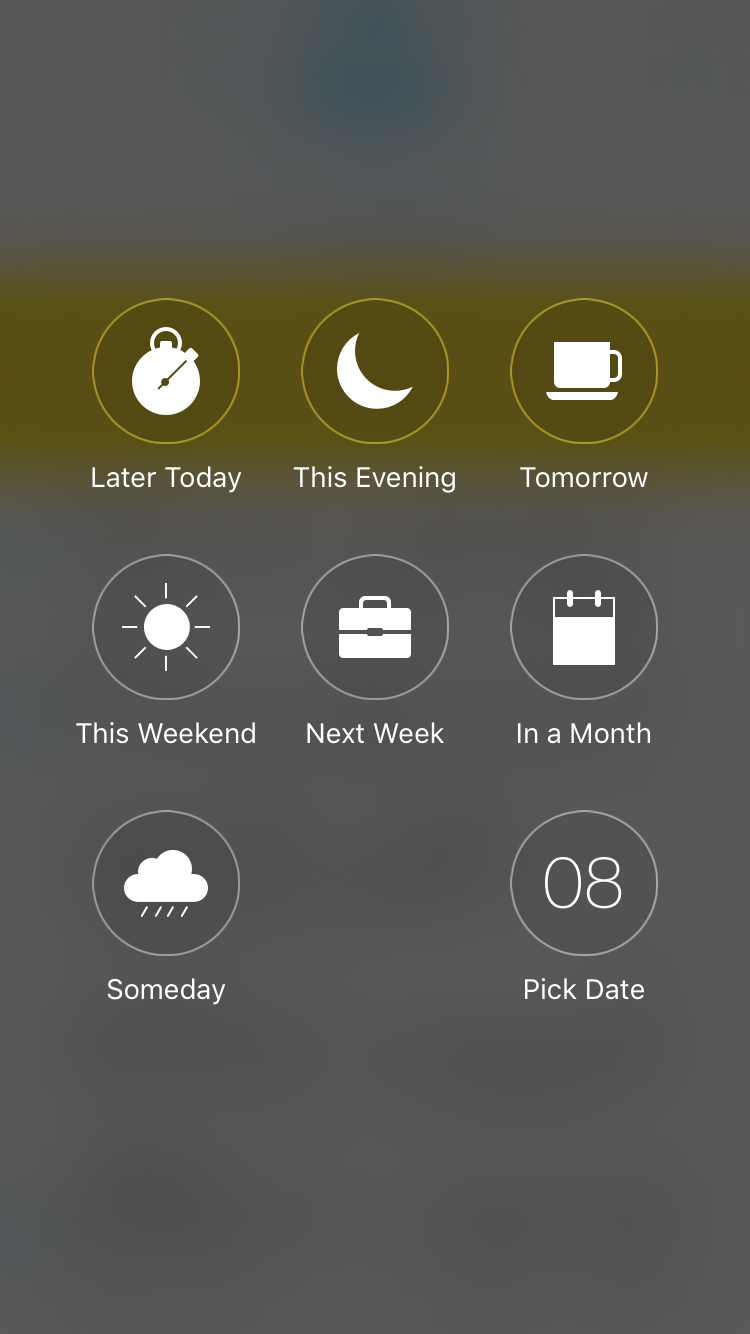 Later Today
This Evening
Tomorrow
This Weekend
Next Week
In a Month
08
Someday
Pick Date